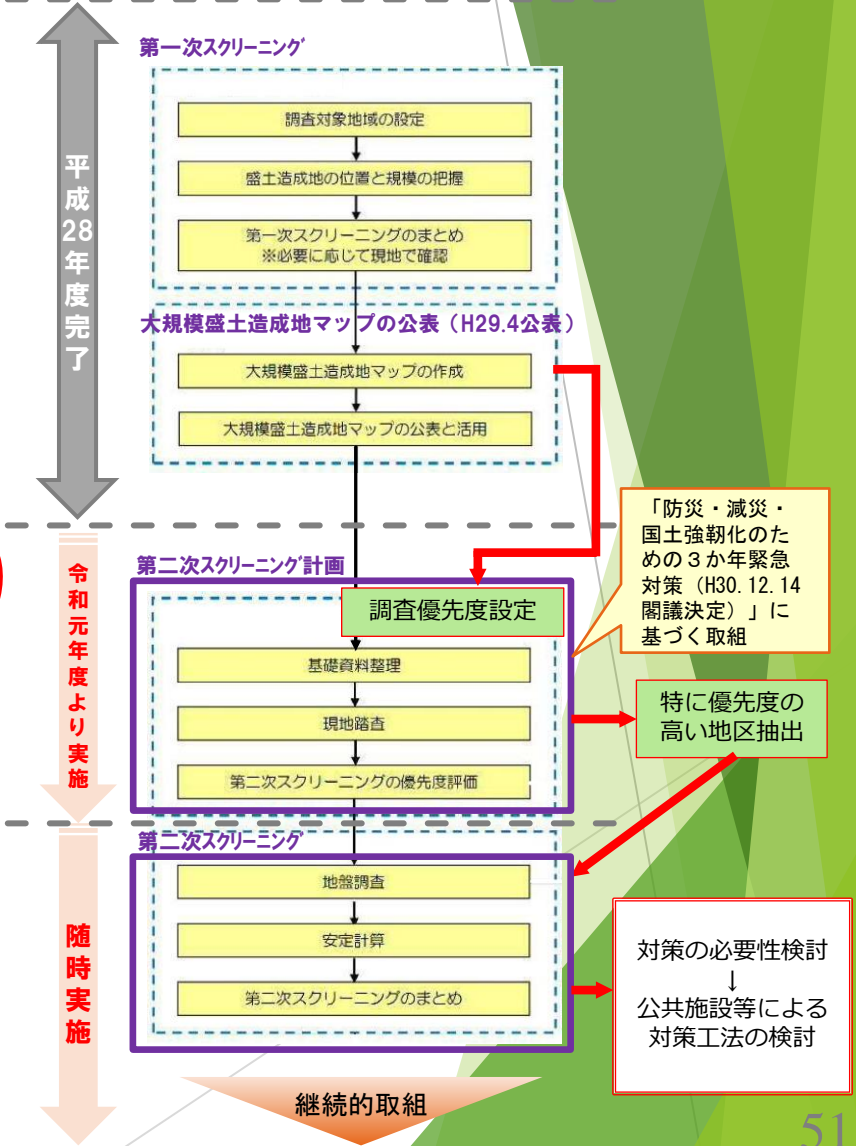 平成28年度完了
第一次スクリーニング
調査対象地域の設定
盛土造成地の位置と規模の把握
第一次スクリーニングのまとめ
※必要に応じて現地で確認
大規模盛土造成地マップの公表（H29.4公表）
大規模盛土造成地マップの作成
大規模盛土造成地マップの公表と活用
「防災・減災・
国土強靭化のた
めの３か年緊急
対策（H30.12.14
閣議決定）」に
基づく取組
令和元年度より実施
第二次スクリーニング計画
調査優先度設定
基礎資料整理
現地踏査
第二次スクリーニングの優先度評価
特に優先度の
高い地区抽出
随時実施
第二次スクリーニング
地盤調査
安定計算
第二次スクリーニングのまとめ
対策の必要性検討
↓
公共施設等による
対策工法の検討
継続的取組
51